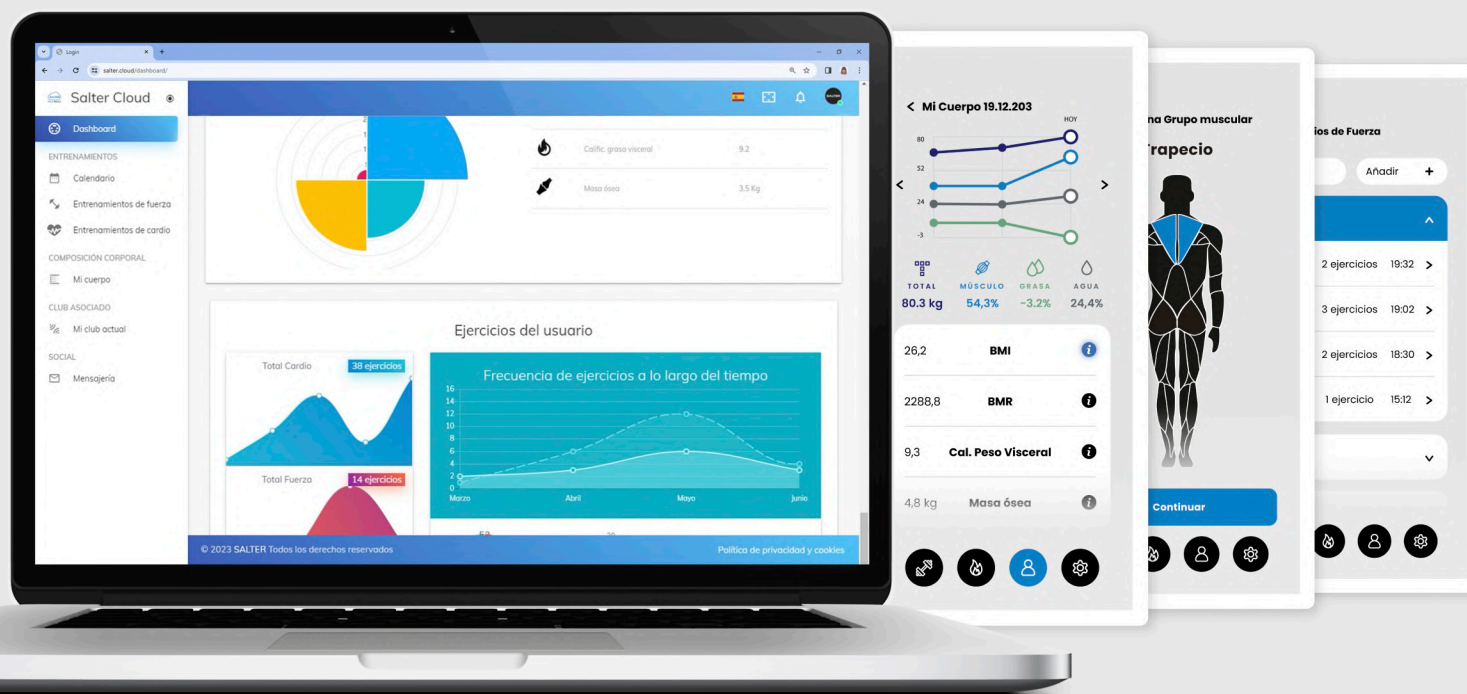 Login
salter.cloud/dashboard/
Salter Cloud
Dashboard
ENTRENAMIENTOS
Calendario
Entrenamientos de fuerza
Entrenamientos de cardio
COMPOSICIÓN CORPORAL
Mi cuerpo
CLUB ASOCIADO
Mi club actual
SOCIAL
Mensajería
Calific. grasa visceral 9.2
Masa ósea 3.5 Kg
Ejercicios del usuario
Total Cardio 38 ejercicios
Total Fuerza 14 ejercicios
Frecuencia de ejercicios a lo largo del tiempo
16
14
12
10
8
6
4
2
0
Marzo Abril Mayo Junio
© 2023 SALTER Todos los derechos reservados Política de privacidad y cookies
< Mi Cuerpo 19.12.203
HOY
80
52
24
-3
TOTAL MÚSCULO GRASA AGUA
80.3 kg 54,3% -3.2% 24,4%
26,2 BMI
2288,8 BMR
9,3 Cal. Peso Visceral
4,8 kg Masa ósea
na Grupo muscular
rapecio
Continuar
ios de Fuerza
Añadir +
2 ejercicios 19:32 >
3 ejercicios 19:02 >
2 ejercicios 18:30 >
1 ejercicio 15:12 >